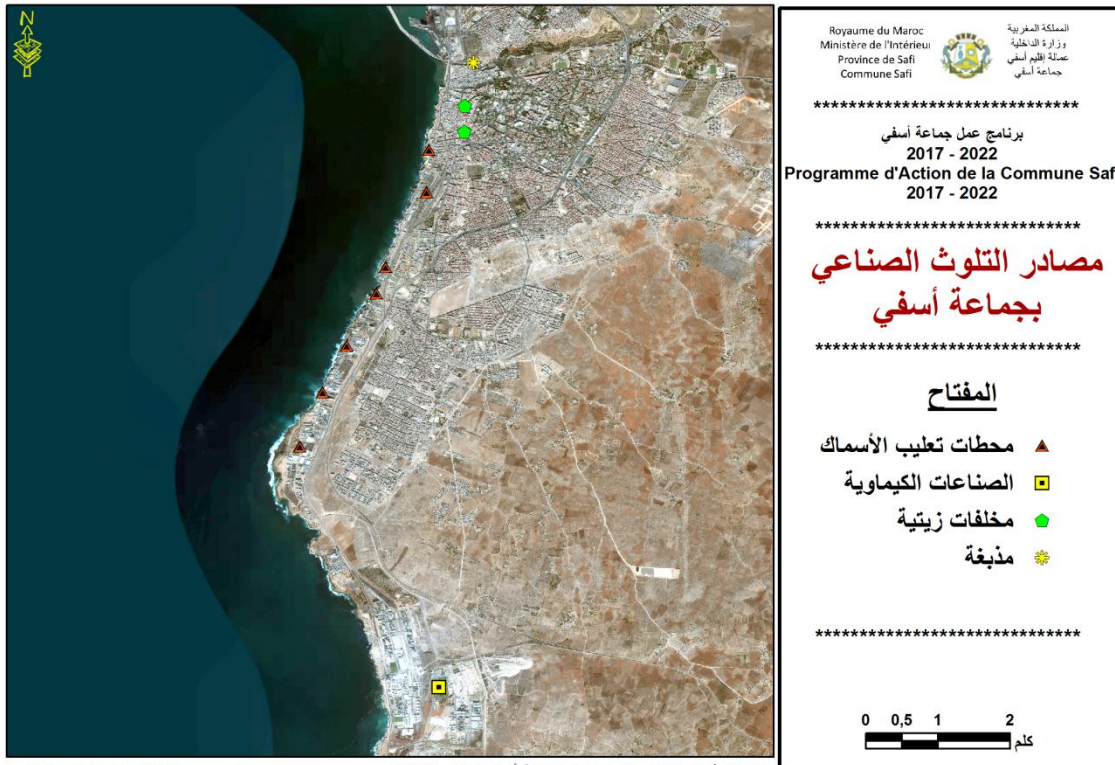 N
Royaume du Maroc
Ministère de l'Intérieur
Province de Safi
Commune Safi
المملكة المغربية
وزارة الداخلية
عمالة إقليم أسفي
جماعة أسفي
******************************
برنامج عمل جماعة أسفي
2017 - 2022
Programme d'Action de la Commune Saf
2017 - 2022
******************************
مصادر التلوث الصناعي
بجماعة أسفي
******************************
المفتاح
محطات تعليب الأسماك
الصناعات الكيماوية
مخلفات زيتية
مذبغة
******************************
0 0,5 1 2
كلم